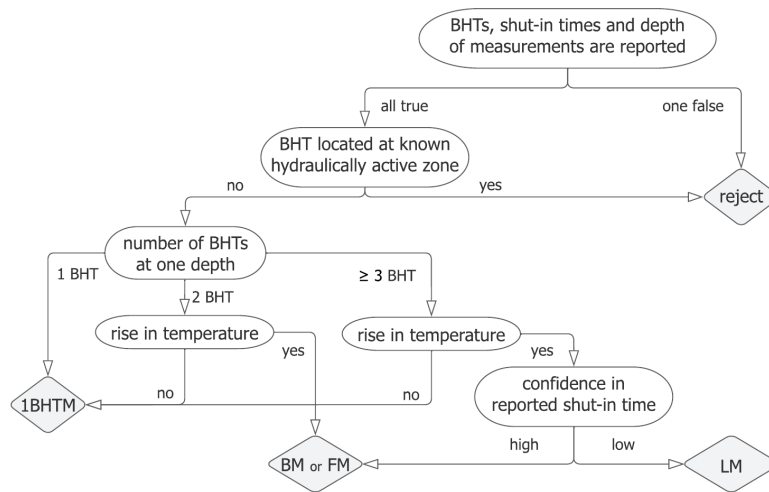 BHTs, shut-in times and depth
of measurements are reported
all true
one false
BHT located at known
hydraulically active zone
no
yes
reject
number of BHTs
at one depth
1 BHT
2 BHT
≥ 3 BHT
rise in temperature
yes
rise in temperature
yes
no
no
1BHTM
confidence in
reported shut-in time
high
low
BM or FM
LM